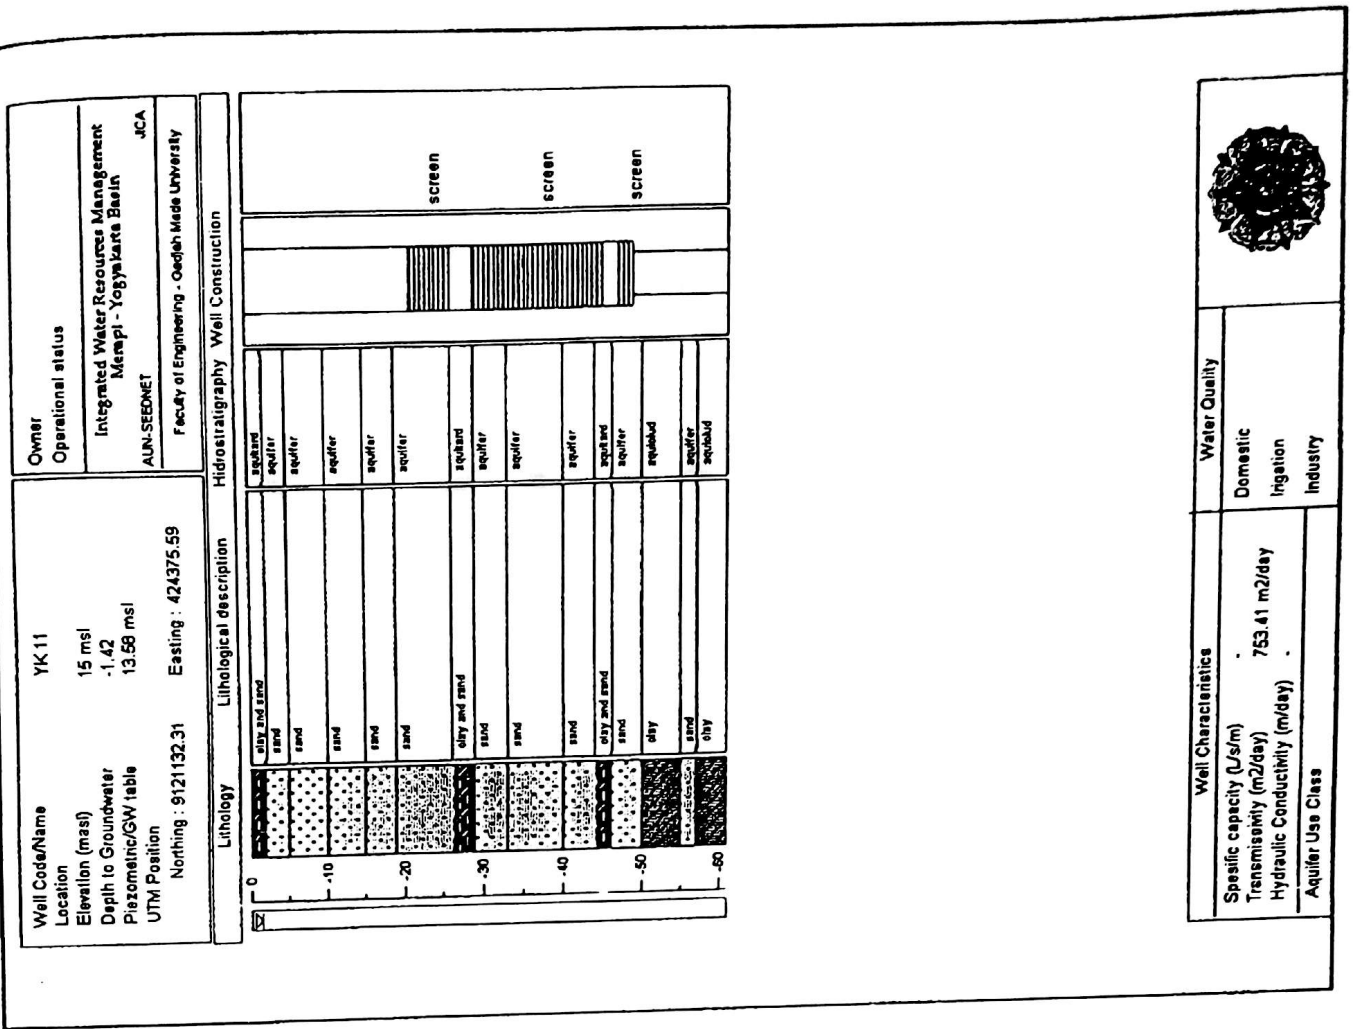 Well Code/Name YK 11
Location
Elevation (masl) 15 msl
Depth to Groundwater -1.42
Piezometric/GW table 13.58 msl
UTM Position
Northing : 9121132.31 Easting : 424375.59
Owner
Operational status
Integrated Water Resources Management
Merapi - Yogyakarta Basin
AUN-SEEDNET JICA
Faculty of Engineering - Gadjah Mada University
Lithology Lithological description Hidrostratigraphy Well Construction
0
-10
-20
-30
-40
-50
-60
clay and sand aquitard
sand aquifer
sand aquifer
sand aquifer
sand aquifer
sand aquifer
clay and sand aquitard
sand aquifer
sand aquifer
sand aquifer
clay and sand aquitard
sand aquifer
clay aquiclud
sand aquifer
clay aquiclud
screen
screen
screen
Well Characteristics Water Quality
Spesific capacity (L/s/m) - Domestic
Transmissivity (m2/day) 753.41 m2/day
Hydraulic Conductivity (m/day) - Irigation
Aquifer Use Class Industry